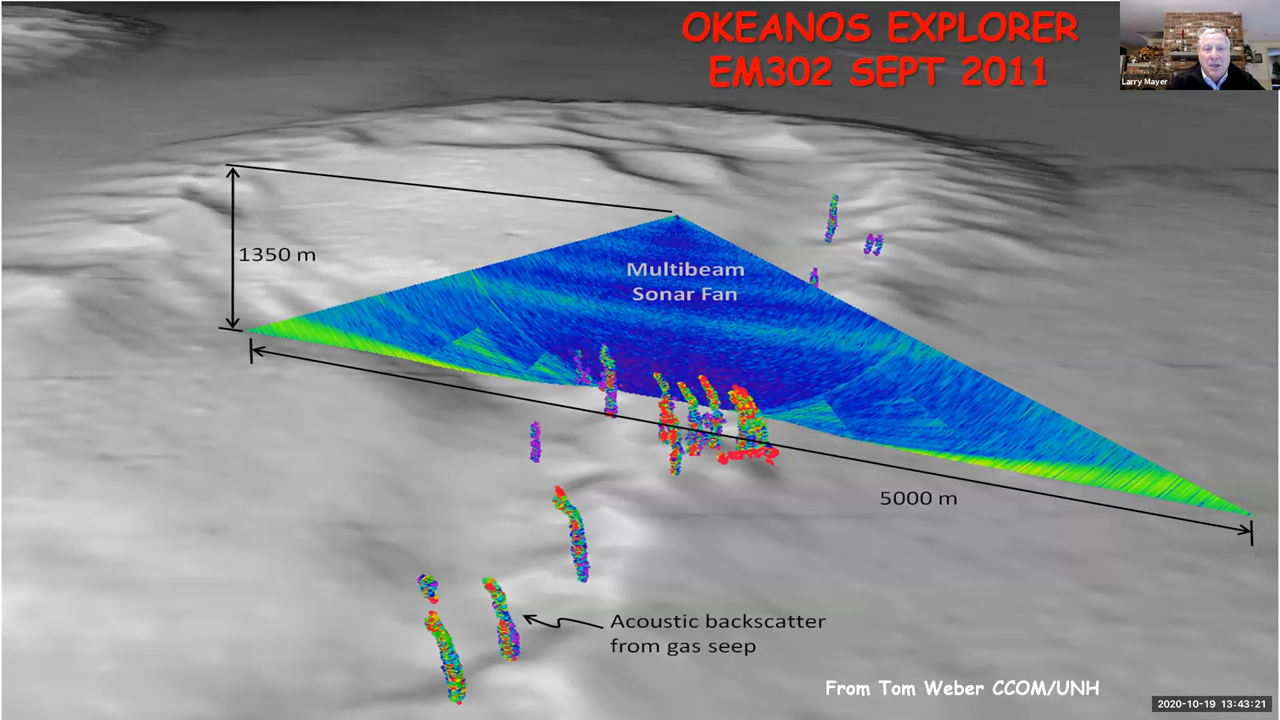 OKEANOS EXPLORER
EM302 SEPT 2011
Larry Mayer
1350 m
Multibeam
Sonar Fan
5000 m
Acoustic backscatter
from gas seep
From Tom Weber CCOM/UNH
2020-10-19 13:43:21